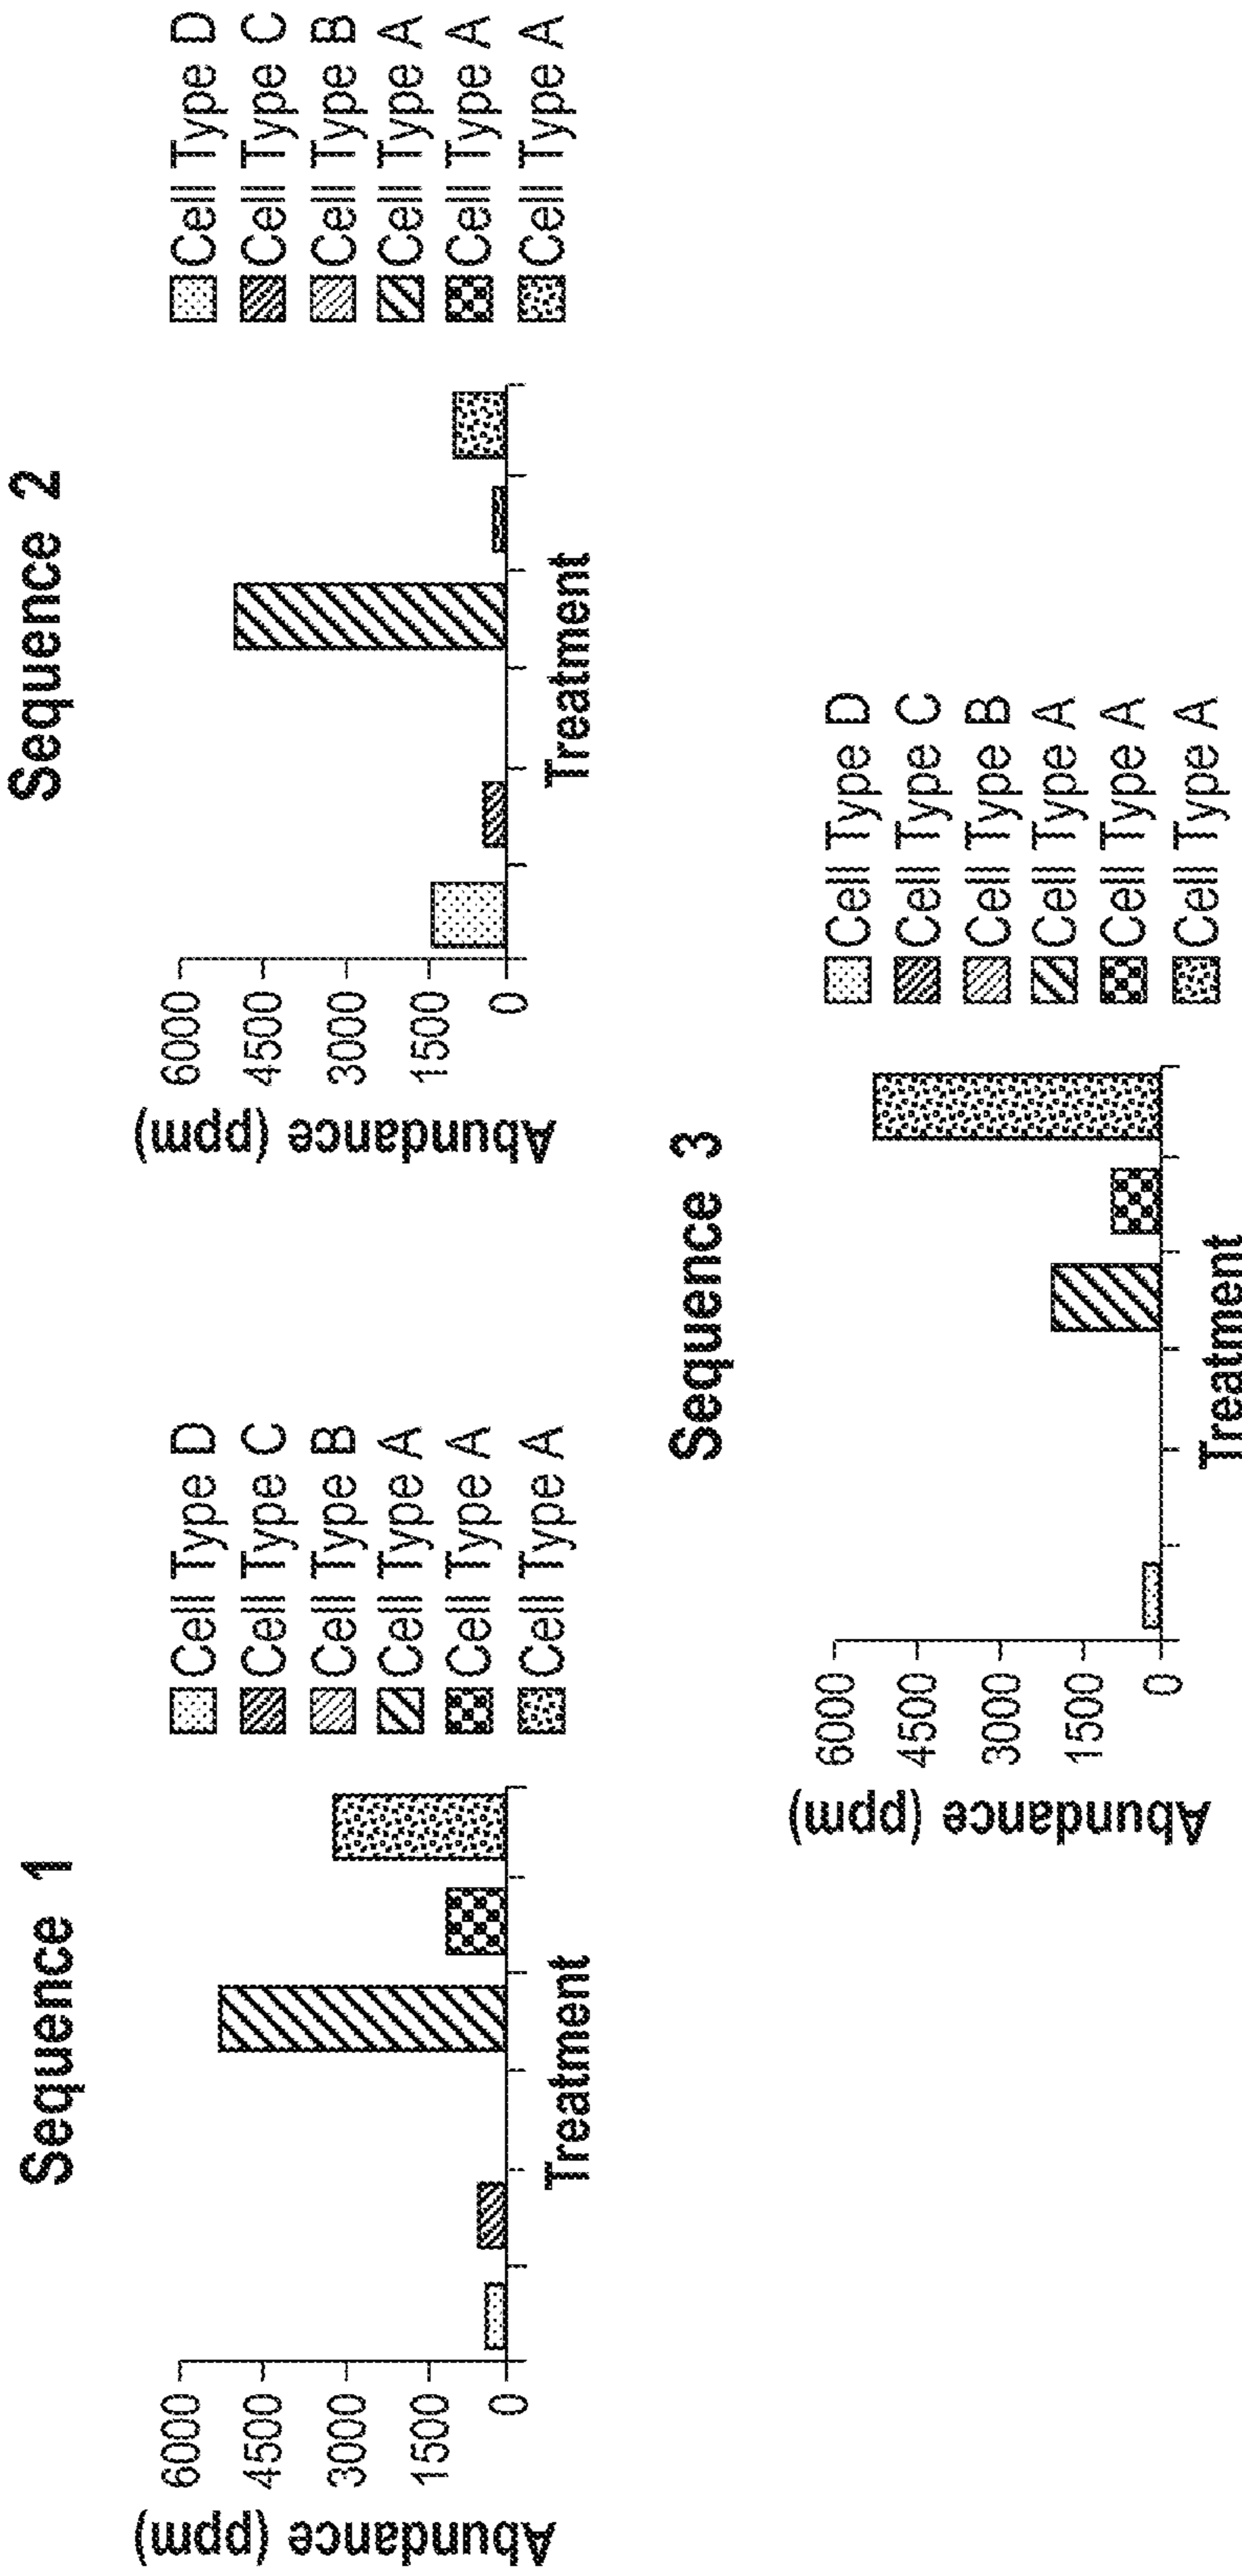 Sequence 1
Abundance (ppm)
6000
4500
3000
1500
0
Treatment
Cell Type D
Cell Type C
Cell Type B
Cell Type A
Cell Type A
Cell Type A
Sequence 2
Abundance (ppm)
6000
4500
3000
1500
0
Treatment
Cell Type D
Cell Type C
Cell Type B
Cell Type A
Cell Type A
Cell Type A
Sequence 3
Abundance (ppm)
6000
4500
3000
1500
0
Treatment
Cell Type D
Cell Type C
Cell Type B
Cell Type A
Cell Type A
Cell Type A